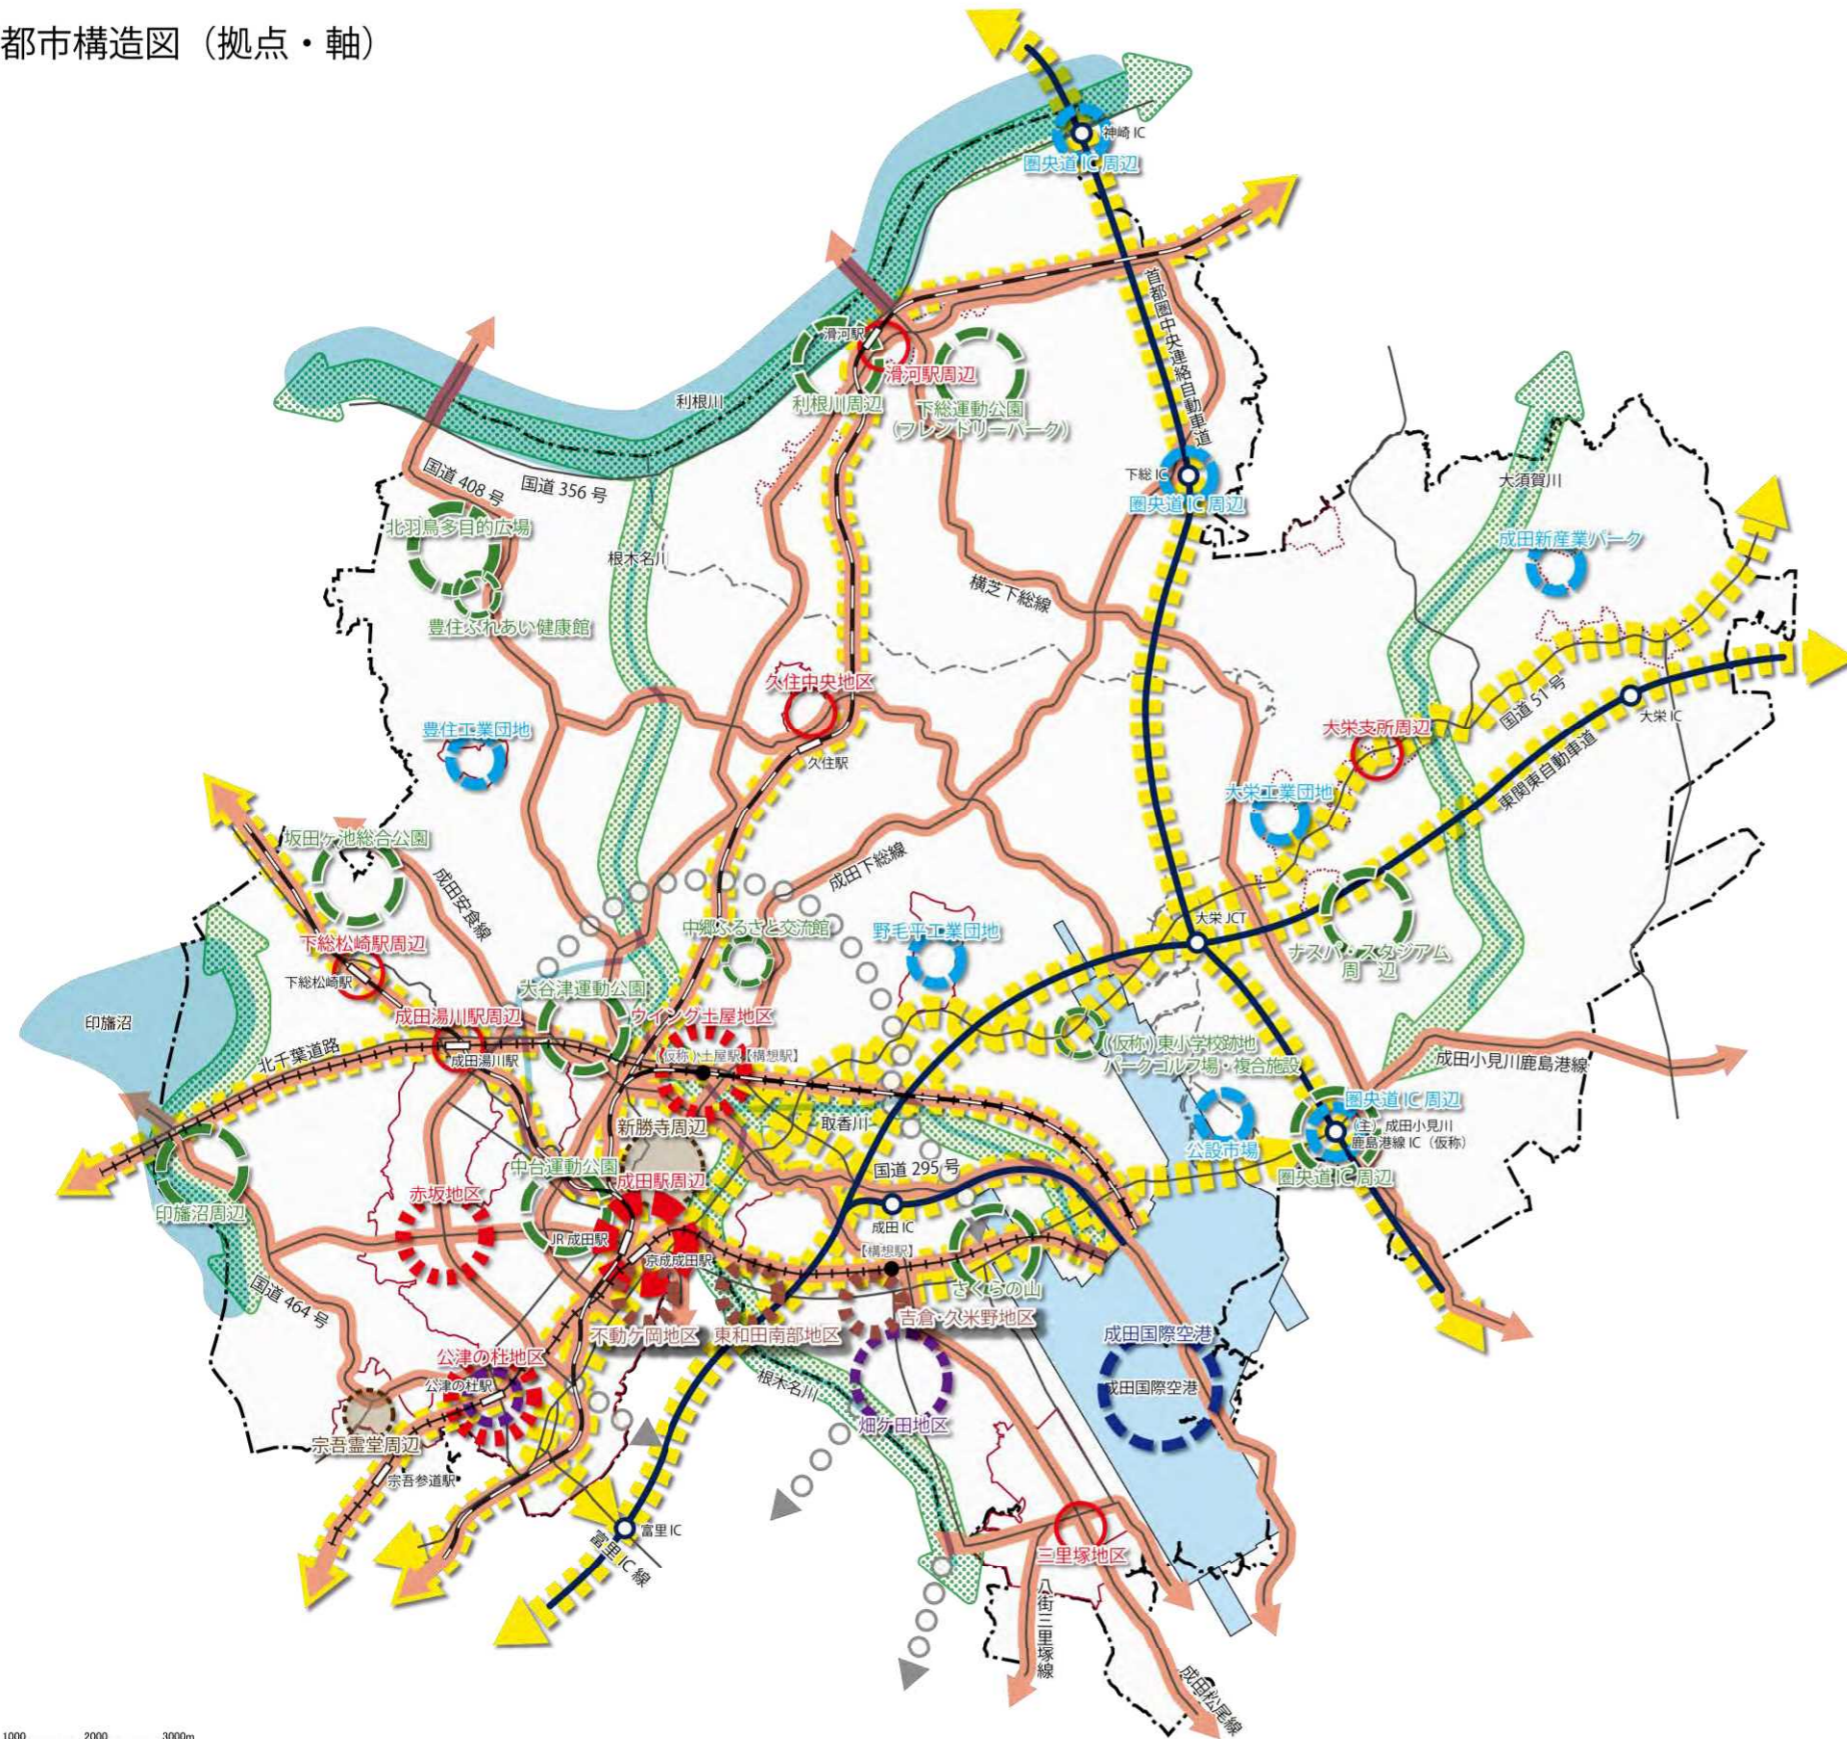 都市構造図（拠点・軸）
神崎 IC
圏央道 IC 周辺
首都圏中央連絡自動車道
滑河駅
滑河駅周辺
利根川
利根川周辺
下総運動公園
（フレンドリーパーク）
国道 408 号
国道 356 号
下総 IC
圏央道 IC 周辺
大須賀川
北羽鳥多目的広場
成田新産業パーク
根木名川
横芝下総線
豊住ふれあい健康館
久住中央地区
国道 51 号
大栄 IC
豊住工業団地
大栄支所周辺
久住駅
東関東自動車道
大栄工業団地
坂田ヶ池総合公園
成田安食線
成田下総線
大栄 JCT
中郷ふるさと交流館
野毛平工業団地
下総松崎駅周辺
ナスパ・スタジアム
周　辺
下総松崎駅
大谷津運動公園
印旛沼
成田湯川駅周辺
ウイング土屋地区
北千葉道路
成田湯川駅
（仮称）土屋駅【構想駅】
（仮称）東小学校跡地
パークゴルフ場・複合施設
成田小見川鹿島港線
圏央道 IC 周辺
新勝寺周辺
取香川
（主）成田小見川
鹿島港線 IC（仮称）
公設市場
中台運動公園
成田駅周辺
国道 295 号
圏央道 IC 周辺
赤坂地区
印旛沼周辺
成田 IC
JR 成田駅
京成成田駅
【構想駅】
さくらの山
国道 464 号
不動ケ岡地区
東和田南部地区
吉倉・久米野地区
成田国際空港
公津の杜地区
公津の杜駅
根木名川
成田国際空港
畑ケ田地区
宗吾霊堂周辺
宗吾参道駅
富里 IC
三里塚地区
富里 IC 線
八街三里塚線
成田松尾線
1000
2000
3000m